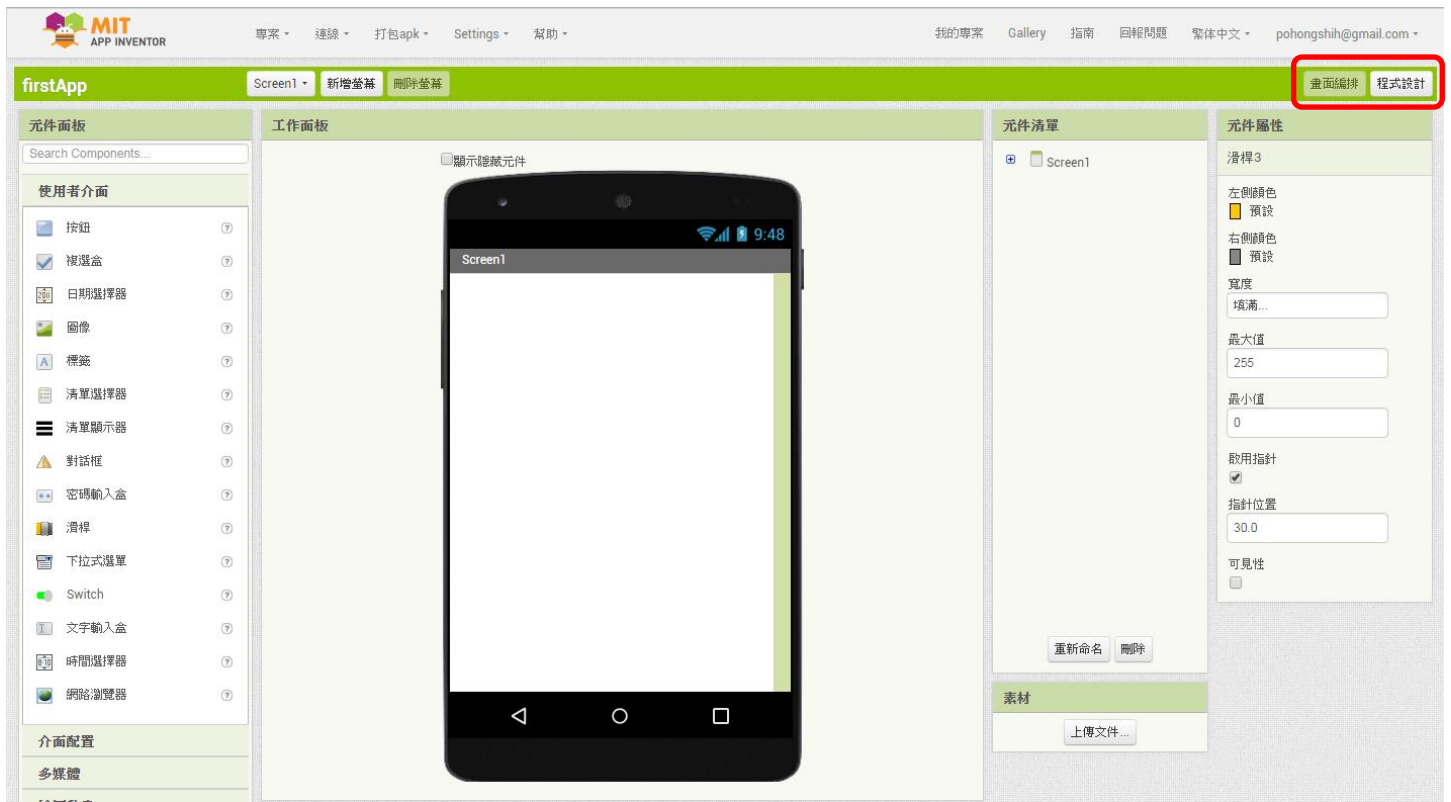 MIT
APP INVENTOR
專案 連線 打包apk Settings 幫助 我的專案 Gallery 指南 回報問題 繁体中文 pohongshih@gmail.com
firstApp Screen1 新增螢幕 刪除螢幕 畫面編排 程式設計
元件面板
Search Components...
使用者介面
按鈕
複選盒
日期選擇器
圖像
標籤
清單選擇器
清單顯示器
對話框
密碼輸入盒
滑桿
下拉式選單
Switch
文字輸入盒
時間選擇器
網路瀏覽器
介面配置
多媒體
工作面板
顯示隱藏元件
9:48
Screen1
元件清單
Screen1
重新命名 刪除
素材
上傳文件...
元件屬性
滑桿3
左側顏色
預設
右側顏色
預設
寬度
填滿...
最大值
255
最小值
0
啟用指針
指針位置
30.0
可見性